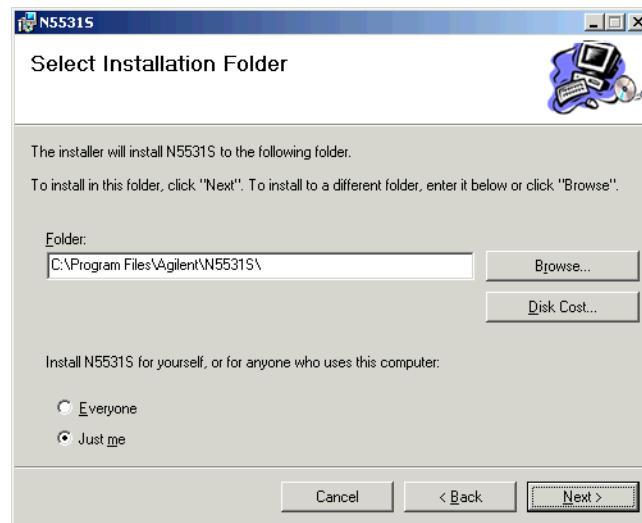 N5531S
Select Installation Folder
The installer will install N5531S to the following folder.
To install in this folder, click "Next". To install to a different folder, enter it below or click "Browse".
Folder:
C:\Program Files\Agilent\N5531S\
Browse...
Disk Cost...
Install N5531S for yourself, or for anyone who uses this computer:
Everyone
Just me
Cancel
< Back
Next >